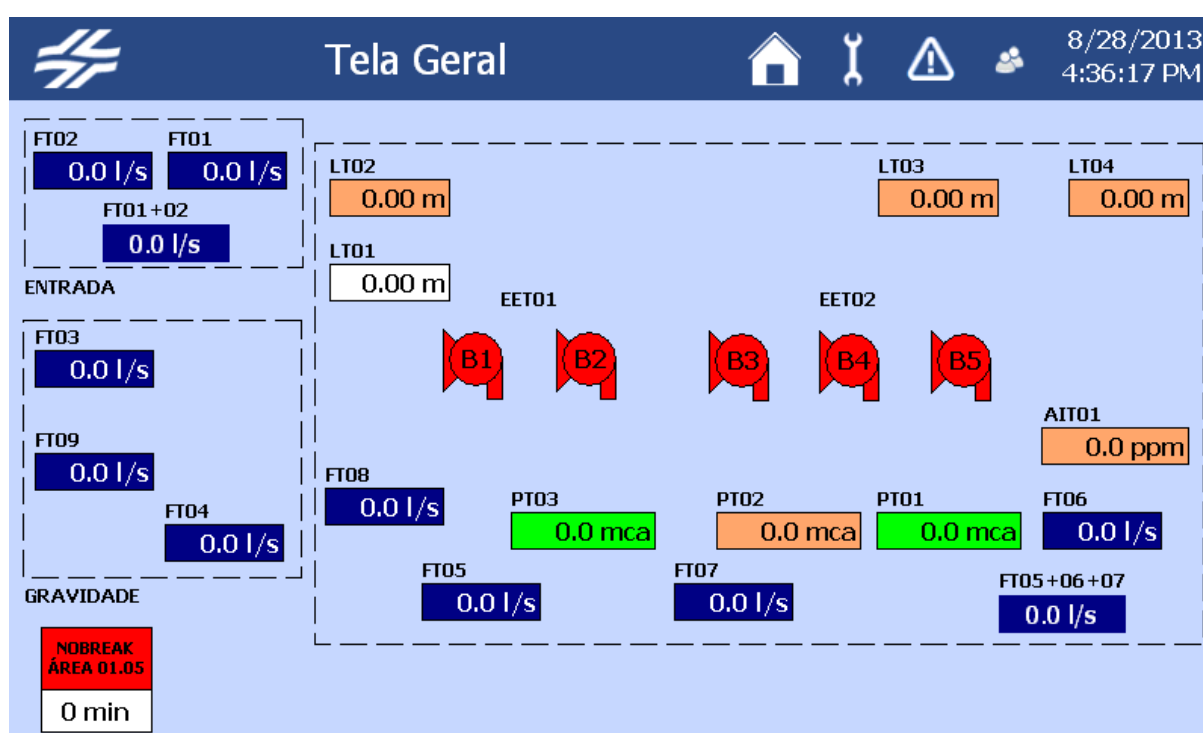 Tela Geral
8/28/2013
4:36:17 PM
FT02
0.0 l/s
FT01
0.0 l/s
FT01+02
0.0 l/s
ENTRADA
FT03
0.0 l/s
FT09
0.0 l/s
FT04
0.0 l/s
GRAVIDADE
NOBREAK
ÁREA 01.05
0 min
LT02
0.00 m
LT03
0.00 m
LT04
0.00 m
LT01
0.00 m
EET01
EET02
B1
B2
B3
B4
B5
AIT01
0.0 ppm
FT08
0.0 l/s
PT03
0.0 mca
PT02
0.0 mca
PT01
0.0 mca
FT06
0.0 l/s
FT05
0.0 l/s
FT07
0.0 l/s
FT05+06+07
0.0 l/s